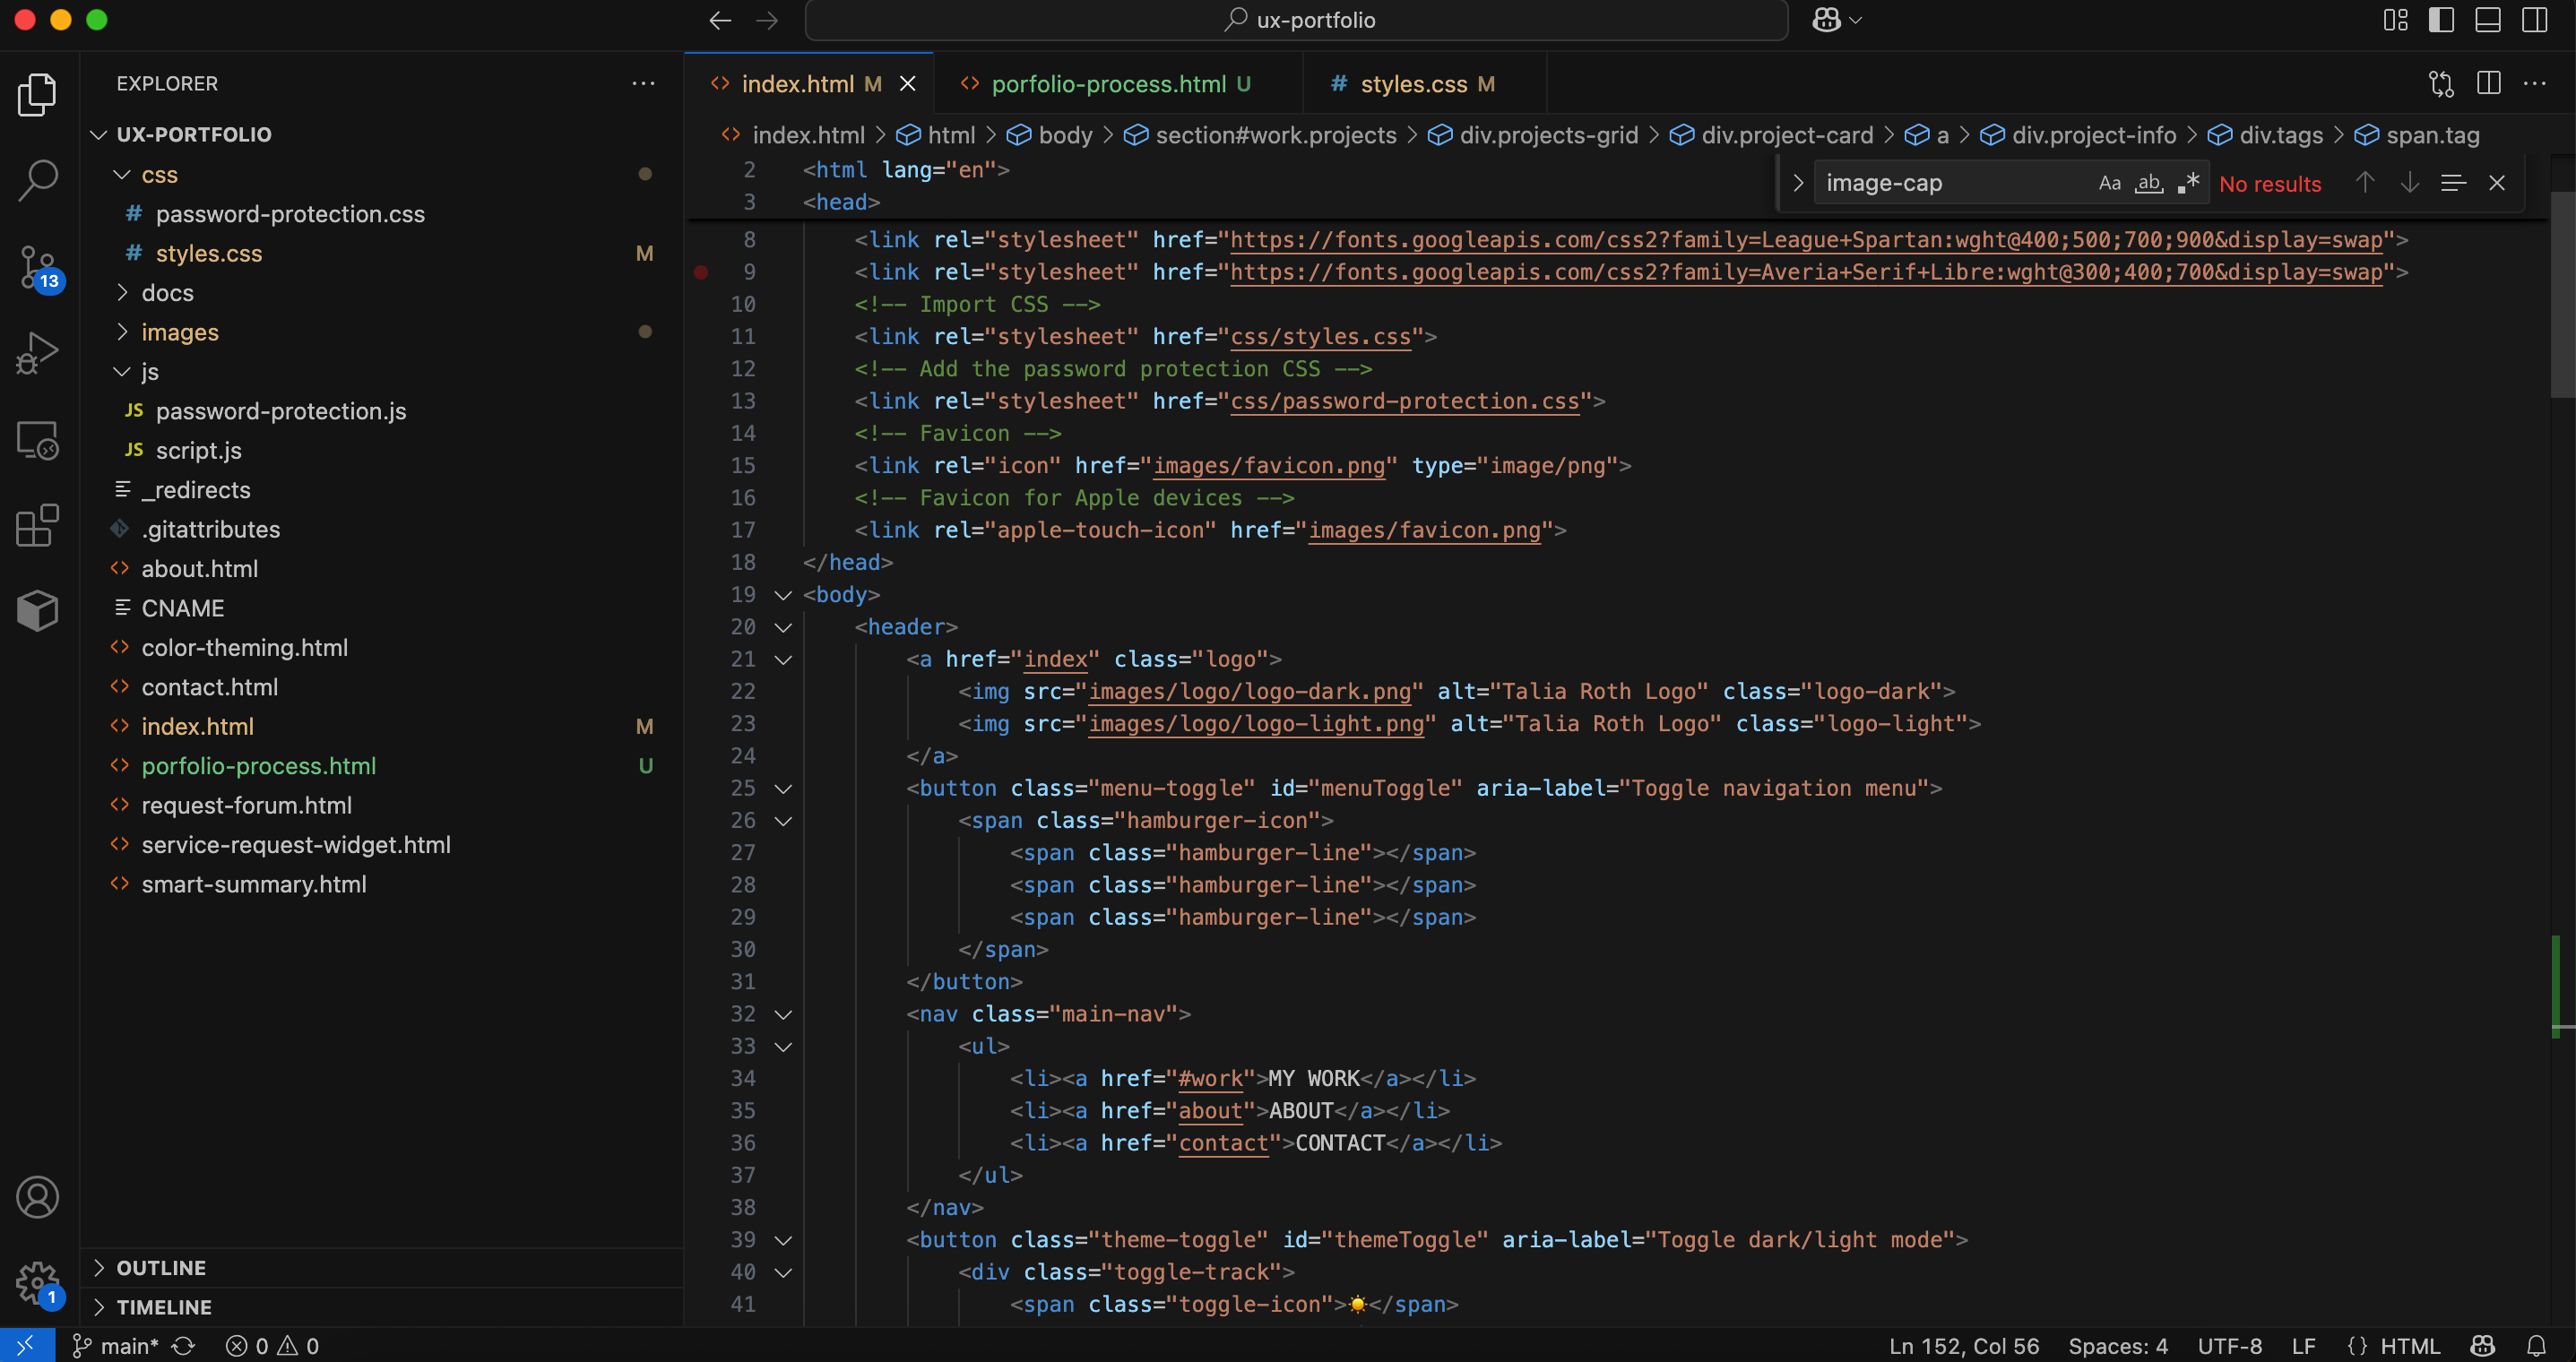 ux-portfolio
EXPLORER
UX-PORTFOLIO
css
# password-protection.css
# styles.css M
docs
images
js
JS password-protection.js
JS script.js
_redirects
.gitattributes
about.html
CNAME
color-theming.html
contact.html
index.html M
porfolio-process.html U
request-forum.html
service-request-widget.html
smart-summary.html
OUTLINE
TIMELINE
13
1
index.html M
porfolio-process.html U
# styles.css M
index.html > html > body > section#work.projects > div.projects-grid > div.project-card > a > div.project-info > div.tags > span.tag
image-cap Aa ab .* No results
2 <html lang="en">
3 <head>
8 <link rel="stylesheet" href="https://fonts.googleapis.com/css2?family=League+Spartan:wght@400;500;700;900&display=swap">
9 <link rel="stylesheet" href="https://fonts.googleapis.com/css2?family=Averia+Serif+Libre:wght@300;400;700&display=swap">
10 <!-- Import CSS -->
11 <link rel="stylesheet" href="css/styles.css">
12 <!-- Add the password protection CSS -->
13 <link rel="stylesheet" href="css/password-protection.css">
14 <!-- Favicon -->
15 <link rel="icon" href="images/favicon.png" type="image/png">
16 <!-- Favicon for Apple devices -->
17 <link rel="apple-touch-icon" href="images/favicon.png">
18 </head>
19 <body>
20 <header>
21 <a href="index" class="logo">
22 <img src="images/logo/logo-dark.png" alt="Talia Roth Logo" class="logo-dark">
23 <img src="images/logo/logo-light.png" alt="Talia Roth Logo" class="logo-light">
24 </a>
25 <button class="menu-toggle" id="menuToggle" aria-label="Toggle navigation menu">
26 <span class="hamburger-icon">
27 <span class="hamburger-line"></span>
28 <span class="hamburger-line"></span>
29 <span class="hamburger-line"></span>
30 </span>
31 </button>
32 <nav class="main-nav">
33 <ul>
34 <li><a href="#work">MY WORK</a></li>
35 <li><a href="about">ABOUT</a></li>
36 <li><a href="contact">CONTACT</a></li>
37 </ul>
38 </nav>
39 <button class="theme-toggle" id="themeToggle" aria-label="Toggle dark/light mode">
40 <div class="toggle-track">
41 <span class="toggle-icon">☀️</span>
main* 0 0 Ln 152, Col 56 Spaces: 4 UTF-8 LF {} HTML